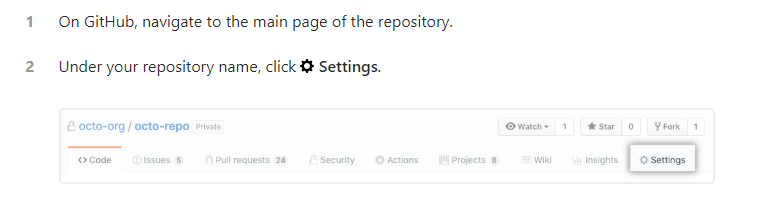 1 On GitHub, navigate to the main page of the repository.
2 Under your repository name, click Settings.
octo-org / octo-repo Private Watch 1 Star 0 Fork 1
Code Issues 5 Pull requests 24 Security Actions Projects 8 Wiki Insights Settings